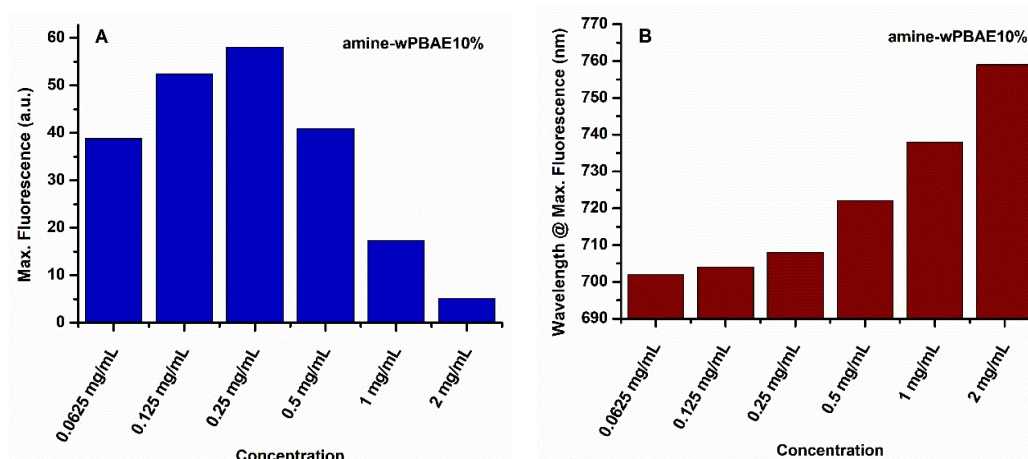 A
amine-wPBAE10%
Max. Fluorescence (a.u.)
60
50
40
30
20
10
0
0.0625 mg/mL
0.125 mg/mL
0.25 mg/mL
0.5 mg/mL
1 mg/mL
2 mg/mL
Concentration
B
amine-wPBAE10%
Wavelength @ Max. Fluorescence (nm)
770
760
750
740
730
720
710
700
690
0.0625 mg/mL
0.125 mg/mL
0.25 mg/mL
0.5 mg/mL
1 mg/mL
2 mg/mL
Concentration